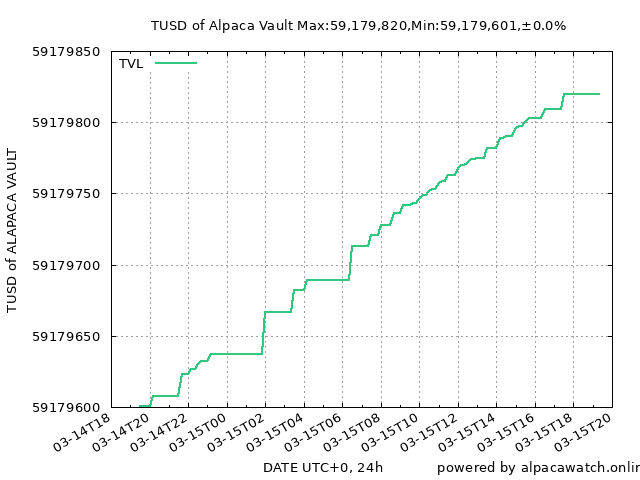 TUSD of Alpaca Vault Max:59,179,820,Min:59,179,601,±0.0%
TVL
TUSD of ALAPACA VAULT
59179850
59179800
59179750
59179700
59179650
59179600
03-14T18
03-14T20
03-14T22
03-15T00
03-15T02
03-15T04
03-15T06
03-15T08
03-15T10
03-15T12
03-15T14
03-15T16
03-15T18
03-15T20
DATE UTC+0, 24h
powered by alpacawatch.onlin